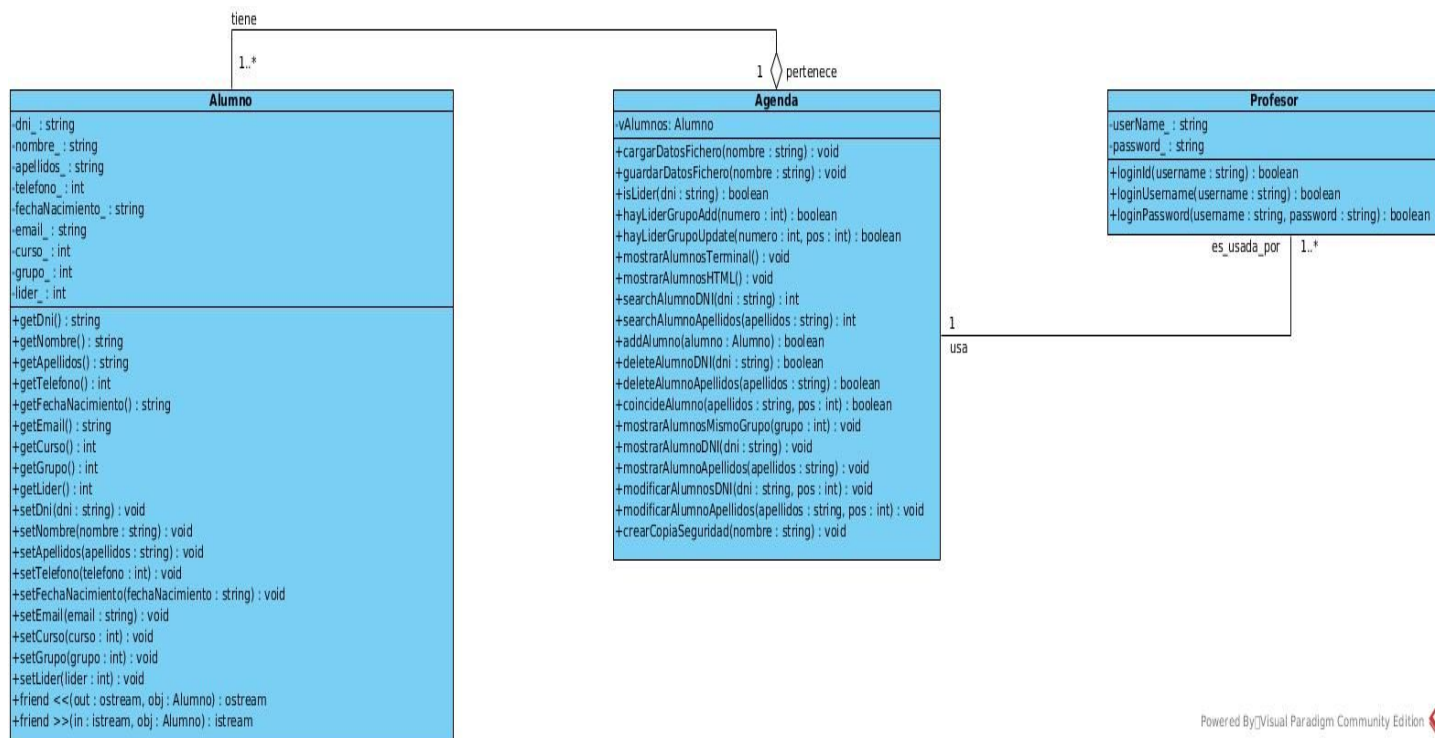 tiene
1..*
1
pertenece
Alumno
-dni_ : string
-nombre_ : string
-apellidos_ : string
-telefono_ : int
-fechaNacimiento_ : string
-email_ : string
-curso_ : int
-grupo_ : int
-lider_ : int
+getDni() : string
+getNombre() : string
+getApellidos() : string
+getTelefono() : int
+getFechaNacimiento() : string
+getEmail() : string
+getCurso() : int
+getGrupo() : int
+getLider() : int
+setDni(dni : string) : void
+setNombre(nombre : string) : void
+setApellidos(apellidos : string) : void
+setTelefono(telefono : int) : void
+setFechaNacimiento(fechaNacimiento : string) : void
+setEmail(email : string) : void
+setCurso(curso : int) : void
+setGrupo(grupo : int) : void
+setLider(lider : int) : void
+friend <<(out : ostream, obj : Alumno) : ostream
+friend >>(in : istream, obj : Alumno) : istream
Agenda
-vAlumnos: Alumno
+cargarDatosFichero(nombre : string) : void
+guardarDatosFichero(nombre : string) : void
+isLider(dni : string) : boolean
+hayLiderGrupoAdd(numero : int) : boolean
+hayLiderGrupoUpdate(numero : int, pos : int) : boolean
+mostrarAlumnosTerminal() : void
+mostrarAlumnosHTML() : void
+searchAlumnoDNI(dni : string) : int
+searchAlumnoApellidos(apellidos : string) : int
+addAlumno(alumno : Alumno) : boolean
+deleteAlumnoDNI(dni : string) : boolean
+deleteAlumnoApellidos(apellidos : string) : boolean
+coincideAlumno(apellidos : string, pos : int) : boolean
+mostrarAlumnosMismoGrupo(grupo : int) : void
+mostrarAlumnoDNI(dni : string) : void
+mostrarAlumnoApellidos(apellidos : string) : void
+modificarAlumnosDNI(dni : string, pos : int) : void
+modificarAlumnoApellidos(apellidos : string, pos : int) : void
+crearCopiaSeguridad(nombre : string) : void
Profesor
-userName_ : string
-password_ : string
+loginId(username : string) : boolean
+loginUsername(username : string) : boolean
+loginPassword(username : string, password : string) : boolean
es_usada_por
1..*
1
usa
Powered By Visual Paradigm Community Edition